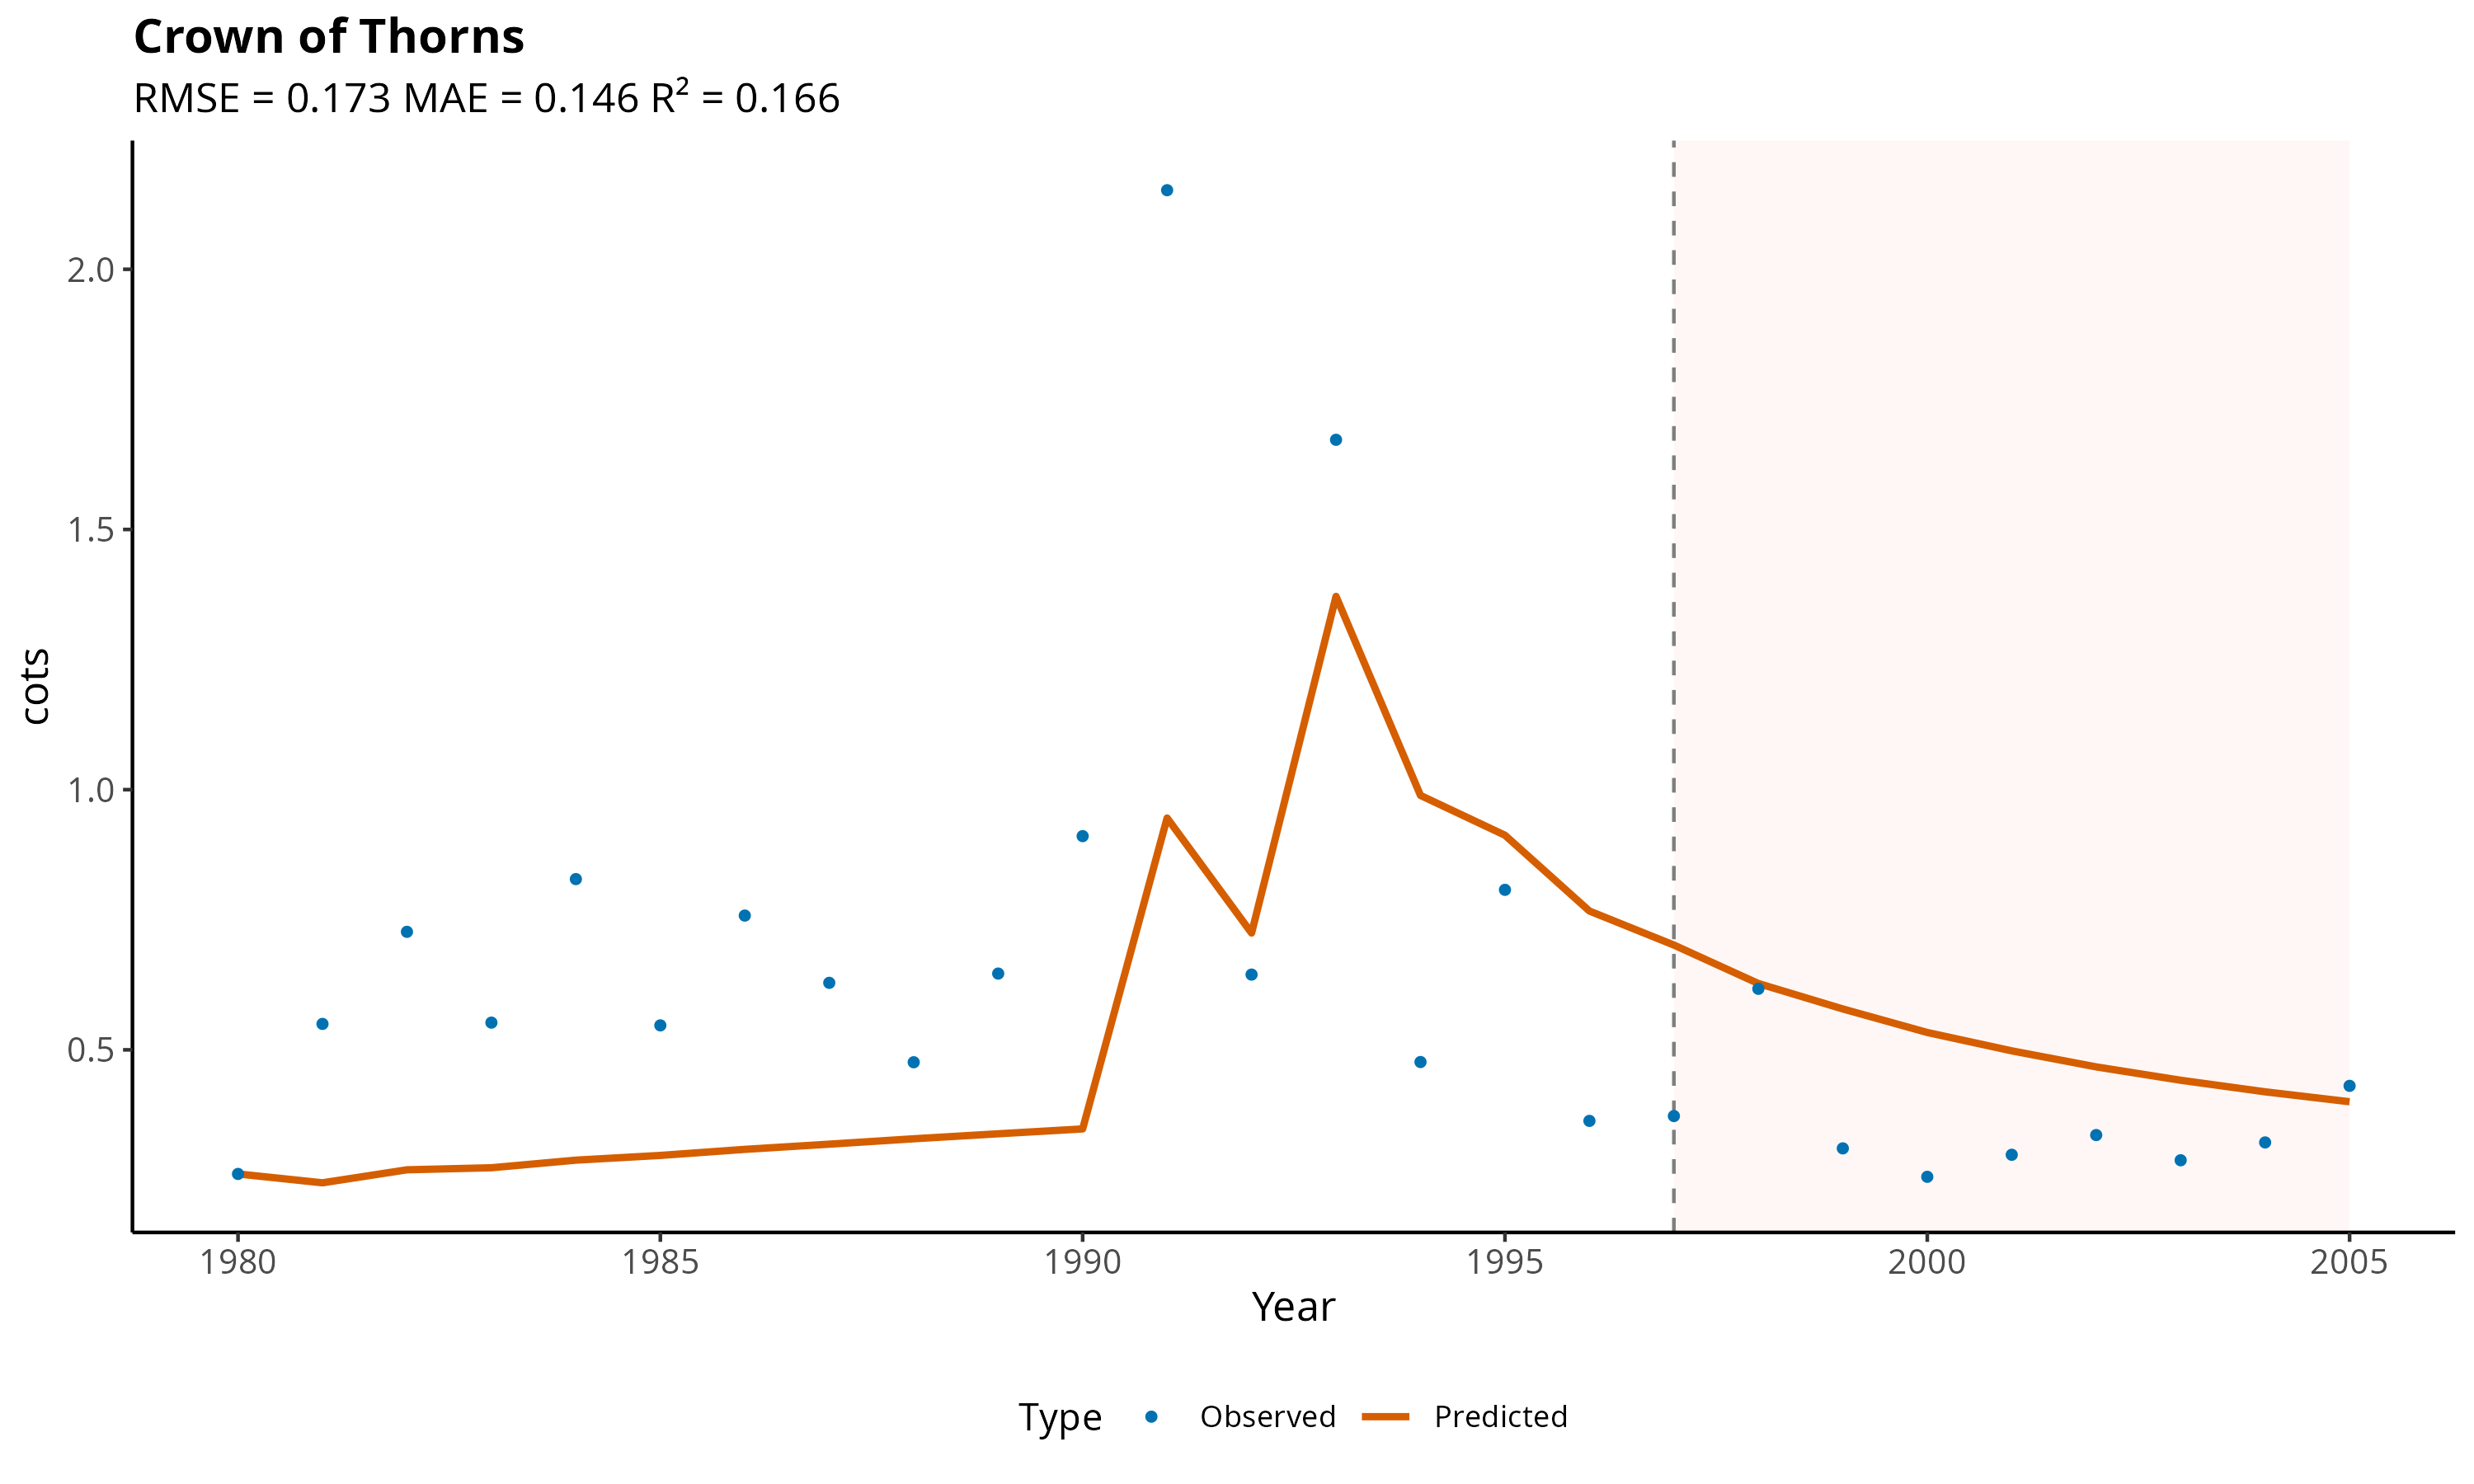 Crown of Thorns
RMSE = 0.173 MAE = 0.146 R² = 0.166
cots
2.0
1.5
1.0
0.5
1980 1985 1990 1995 2000 2005
Year
Type Observed Predicted